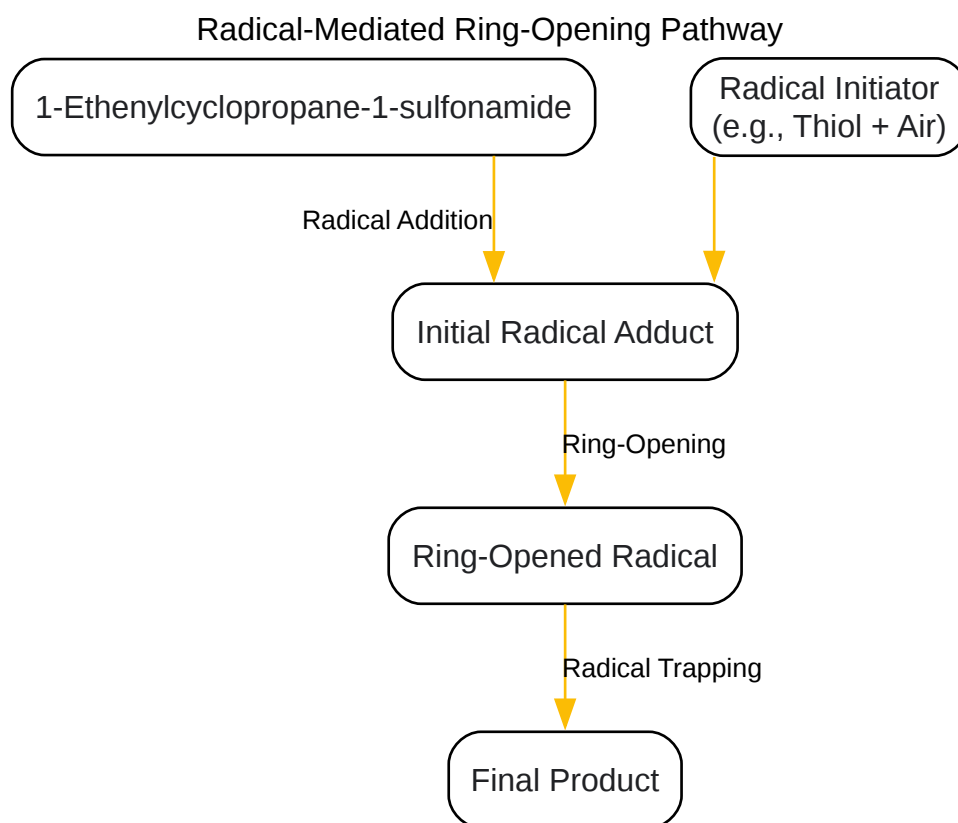 Radical-Mediated Ring-Opening Pathway
1-Ethenylcyclopropane-1-sulfonamide
Radical Initiator
(e.g., Thiol + Air)
Radical Addition
Initial Radical Adduct
Ring-Opening
Ring-Opened Radical
Radical Trapping
Final Product